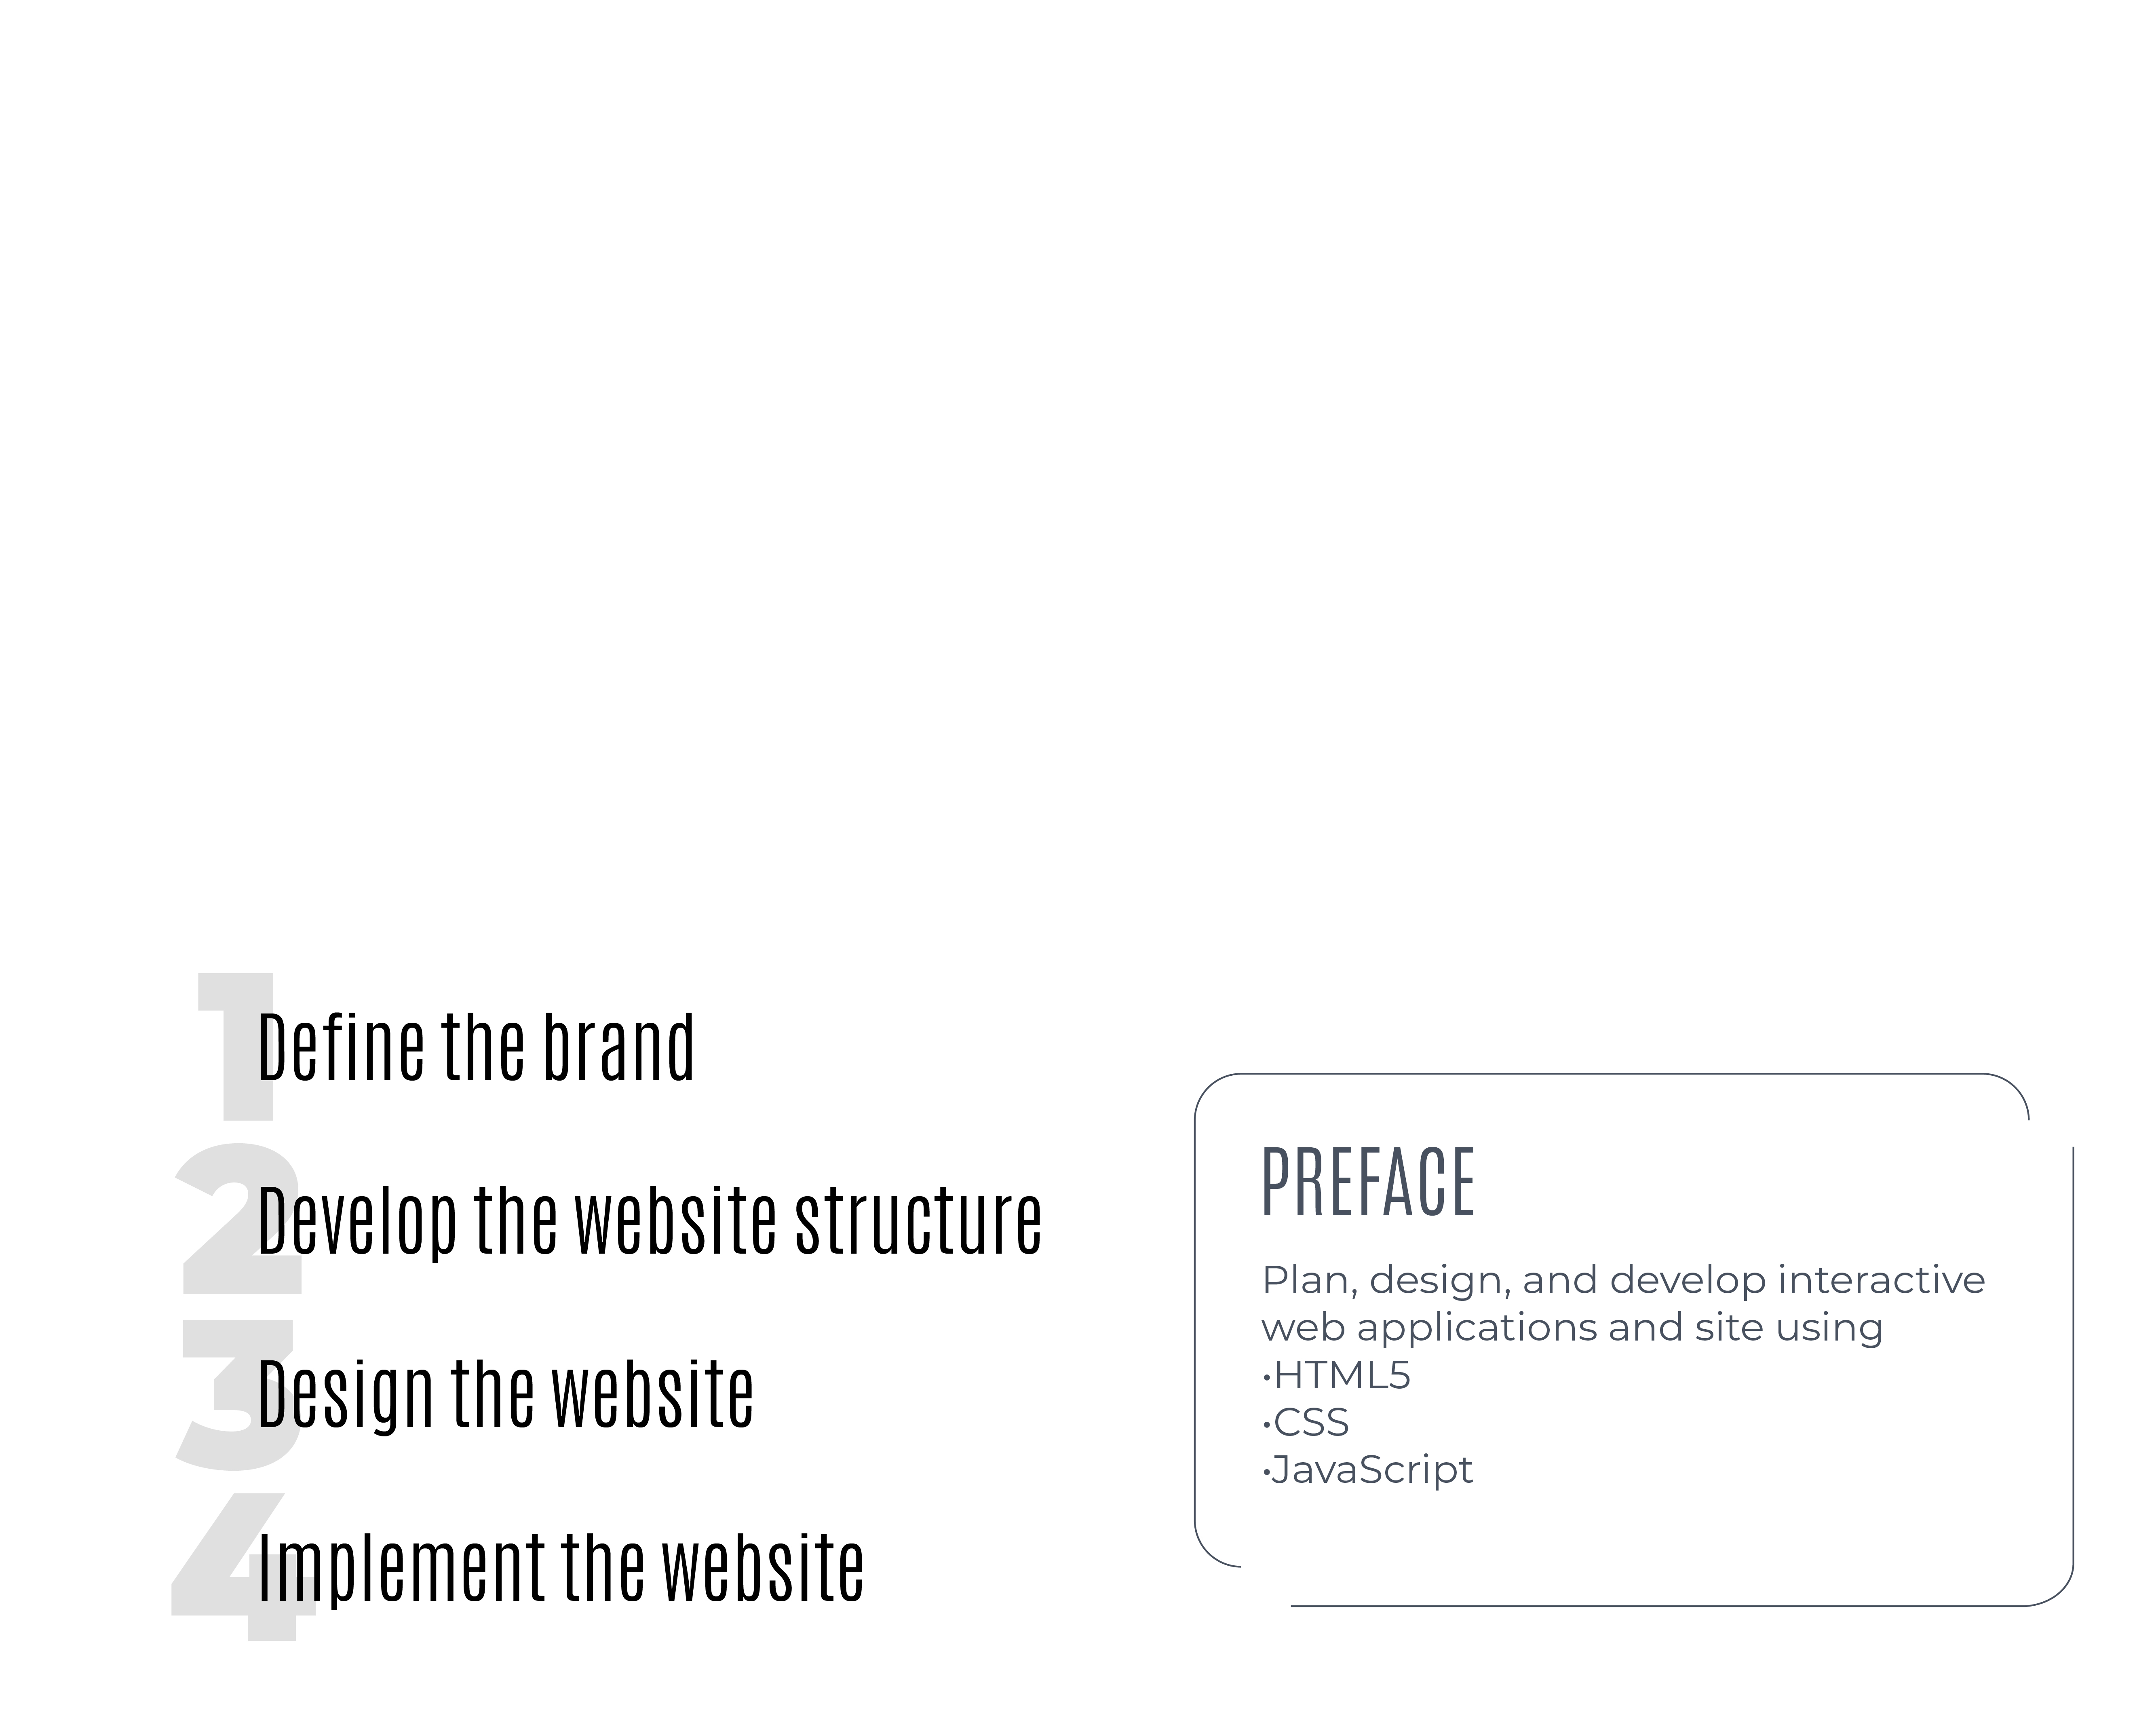 1
Define the brand
2
Develop the website structure
3
Design the website
4
Implement the website
PREFACE
Plan, design, and develop interactive
web applications and site using
•HTML5
•CSS
•JavaScript